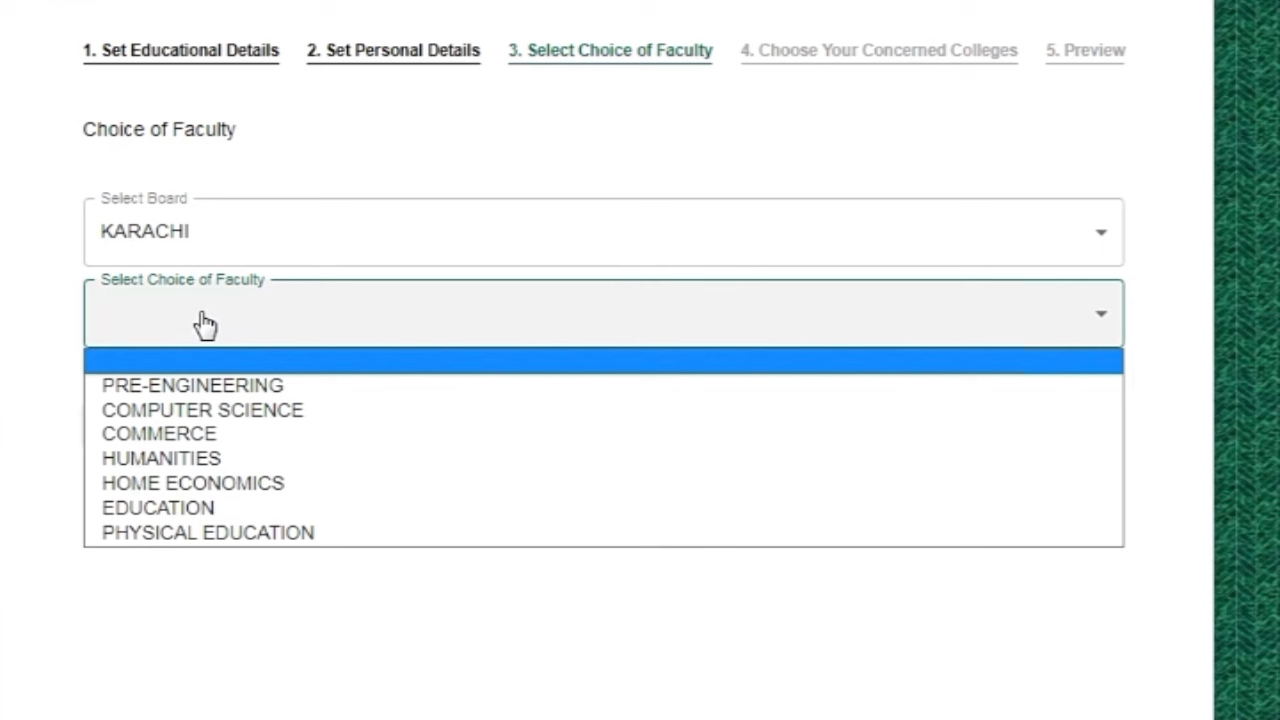 1. Set Educational Details 2. Set Personal Details 3. Select Choice of Faculty 4. Choose Your Concerned Colleges 5. Preview
Choice of Faculty
Select Board
KARACHI
Select Choice of Faculty
PRE-ENGINEERING
COMPUTER SCIENCE
COMMERCE
HUMANITIES
HOME ECONOMICS
EDUCATION
PHYSICAL EDUCATION